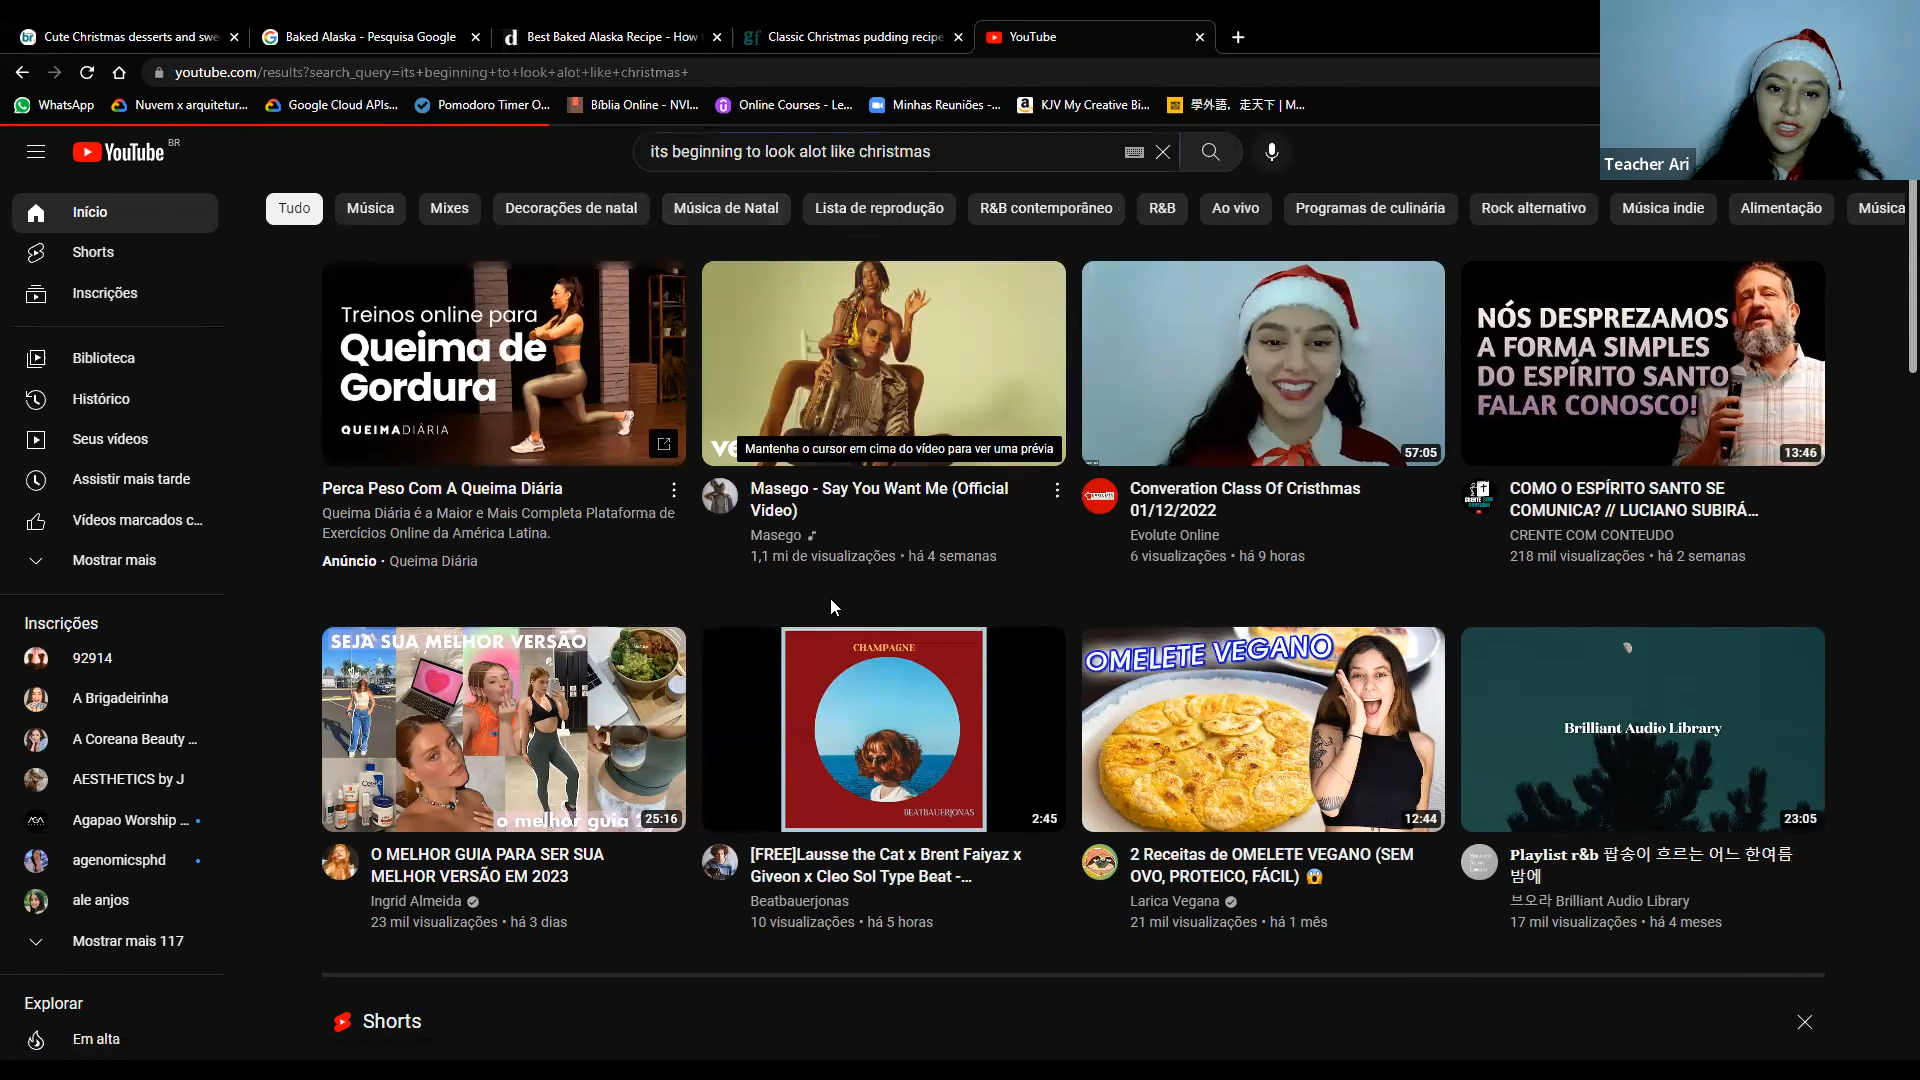 Cute Christmas desserts and swe
Baked Alaska - Pesquisa Google
Best Baked Alaska Recipe - How
Classic Christmas pudding recipe
YouTube
youtube.com/results?search_query=its+beginning+to+look+alot+like+christmas+
WhatsApp
Nuvem x arquitetur...
Google Cloud APIs...
Pomodoro Timer O...
Bíblia Online - NVI...
Online Courses - Le...
Minhas Reuniões -...
KJV My Creative Bi...
學外語，走天下 | M...
Teacher Ari
YouTube BR
its beginning to look alot like christmas
Tudo
Música
Mixes
Decorações de natal
Música de Natal
Lista de reprodução
R&B contemporâneo
R&B
Ao vivo
Programas de culinária
Rock alternativo
Música indie
Alimentação
Música
Início
Shorts
Inscrições
Biblioteca
Histórico
Seus vídeos
Assistir mais tarde
Vídeos marcados c...
Mostrar mais
Inscrições
92914
A Brigadeirinha
A Coreana Beauty ...
AESTHETICS by J
Agapao Worship ...
agenomicsphd
ale anjos
Mostrar mais 117
Explorar
Em alta
Treinos online para
Queima de
Gordura
QUEIMADIÁRIA
Perca Peso Com A Queima Diária
Queima Diária é a Maior e Mais Completa Plataforma de
Exercícios Online da América Latina.
Anúncio • Queima Diária
Mantenha o cursor em cima do vídeo para ver uma prévia
Masego - Say You Want Me (Official
Video)
Masego
1,1 mi de visualizações • há 4 semanas
57:05
Converation Class Of Cristhmas
01/12/2022
Evolute Online
6 visualizações • há 9 horas
NÓS DESPREZAMOS
A FORMA SIMPLES
DO ESPÍRITO SANTO
FALAR CONOSCO!
13:46
COMO O ESPÍRITO SANTO SE
COMUNICA? // LUCIANO SUBIRÁ...
CRENTE COM CONTEUDO
218 mil visualizações • há 2 semanas
SEJA SUA MELHOR VERSÃO
o melhor guia
25:16
O MELHOR GUIA PARA SER SUA
MELHOR VERSÃO EM 2023
Ingrid Almeida
23 mil visualizações • há 3 dias
CHAMPAGNE
BEATBAUERJONAS
2:45
[FREE]Lausse the Cat x Brent Faiyaz x
Giveon x Cleo Sol Type Beat -...
Beatbauerjonas
10 visualizações • há 5 horas
OMELETE VEGANO
12:44
2 Receitas de OMELETE VEGANO (SEM
OVO, PROTEICO, FÁCIL) 😱
Larica Vegana
21 mil visualizações • há 1 mês
Brilliant Audio Library
23:05
Playlist r&b 팝송이 흐르는 어느 한여름
밤에
브오라 Brilliant Audio Library
17 mil visualizações • há 4 meses
Shorts